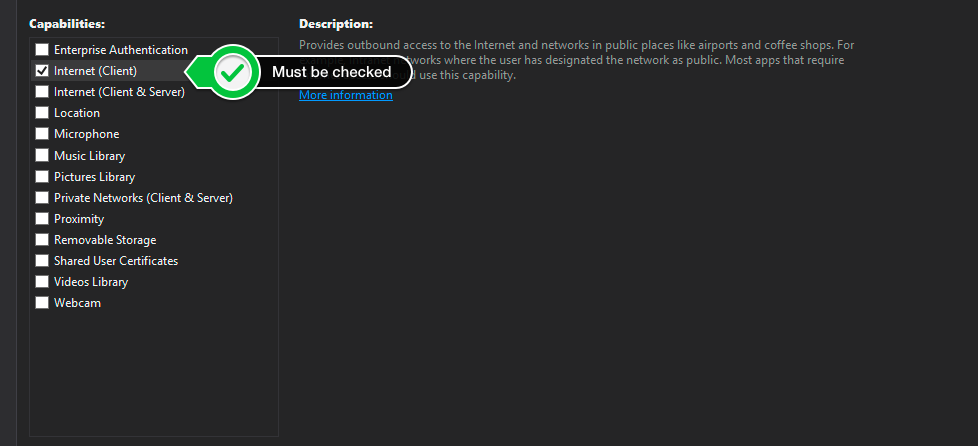 Capabilities:
Enterprise Authentication
Internet (Client)
Internet (Client & Server)
Location
Microphone
Music Library
Pictures Library
Private Networks (Client & Server)
Proximity
Removable Storage
Shared User Certificates
Videos Library
Webcam
Must be checked
Description:
Provides outbound access to the Internet and networks in public places like airports and coffee shops. For
networks where the user has designated the network as public. Most apps that require
use this capability.
More information